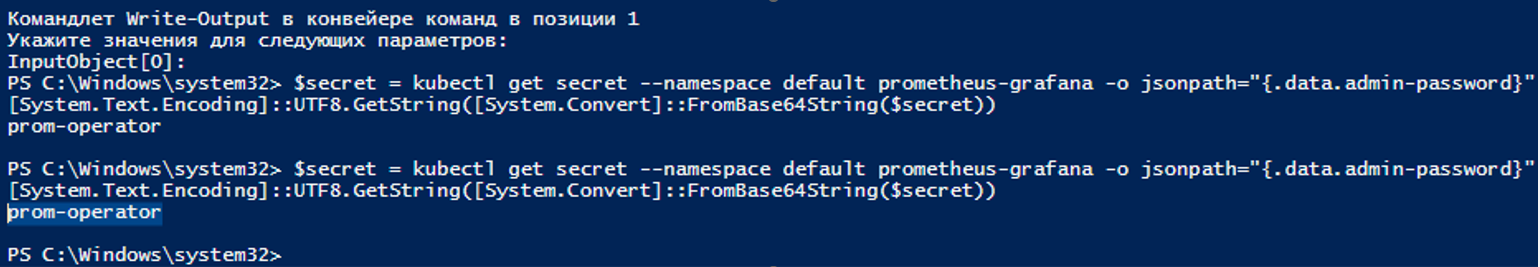 Командлет Write-Output в конвейере команд в позиции 1
Укажите значения для следующих параметров:
InputObject[0]:
PS C:\Windows\system32> $secret = kubectl get secret --namespace default prometheus-grafana -o jsonpath="{.data.admin-password}"
[System.Text.Encoding]::UTF8.GetString([System.Convert]::FromBase64String($secret))
prom-operator
PS C:\Windows\system32> $secret = kubectl get secret --namespace default prometheus-grafana -o jsonpath="{.data.admin-password}"
[System.Text.Encoding]::UTF8.GetString([System.Convert]::FromBase64String($secret))
prom-operator
PS C:\Windows\system32>